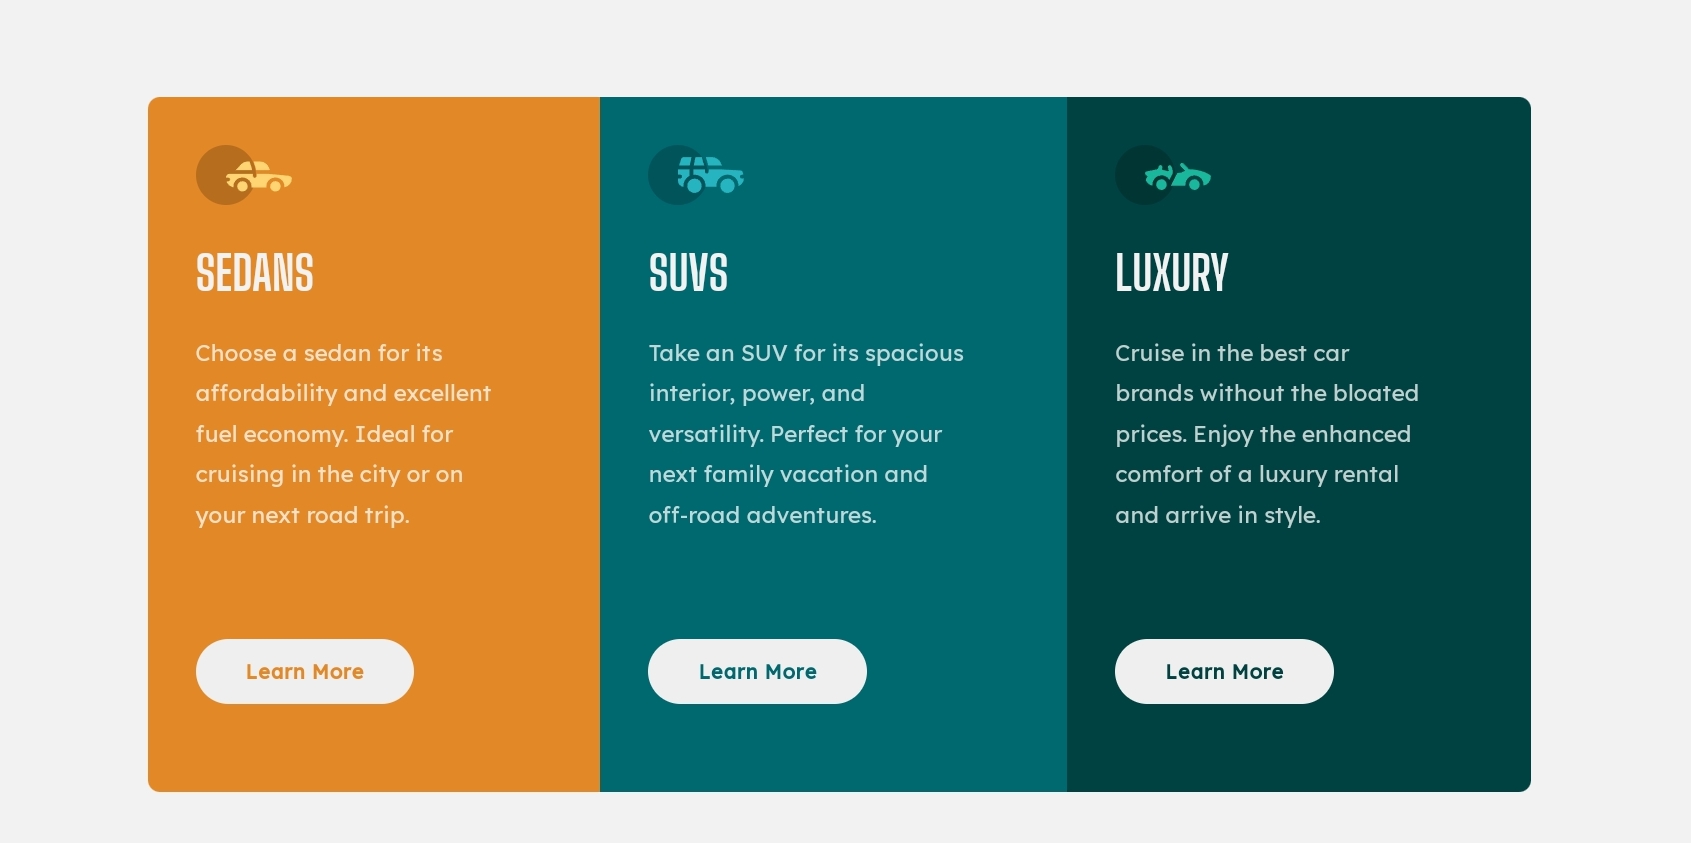 SEDANS
Choose a sedan for its
affordability and excellent
fuel economy. Ideal for
cruising in the city or on
your next road trip.
Learn More
SUVS
Take an SUV for its spacious
interior, power, and
versatility. Perfect for your
next family vacation and
off-road adventures.
Learn More
LUXURY
Cruise in the best car
brands without the bloated
prices. Enjoy the enhanced
comfort of a luxury rental
and arrive in style.
Learn More